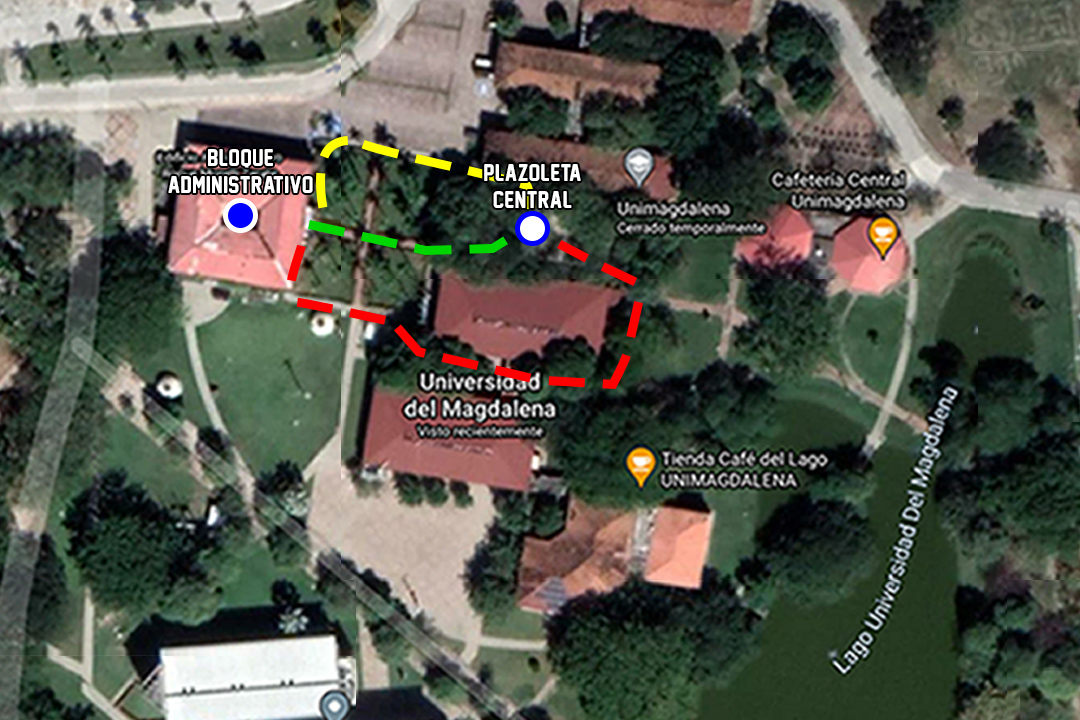 BLOQUE
ADMINISTRATIVO
PLAZOLETA
CENTRAL
Unimagdalena
Cerrado temporalmente
Cafetería Central
Unimagdalena
Universidad
del Magdalena
Visto recientemente
Tienda Café del Lago
UNIMAGDALENA
Lago Universidad Del Magdalena